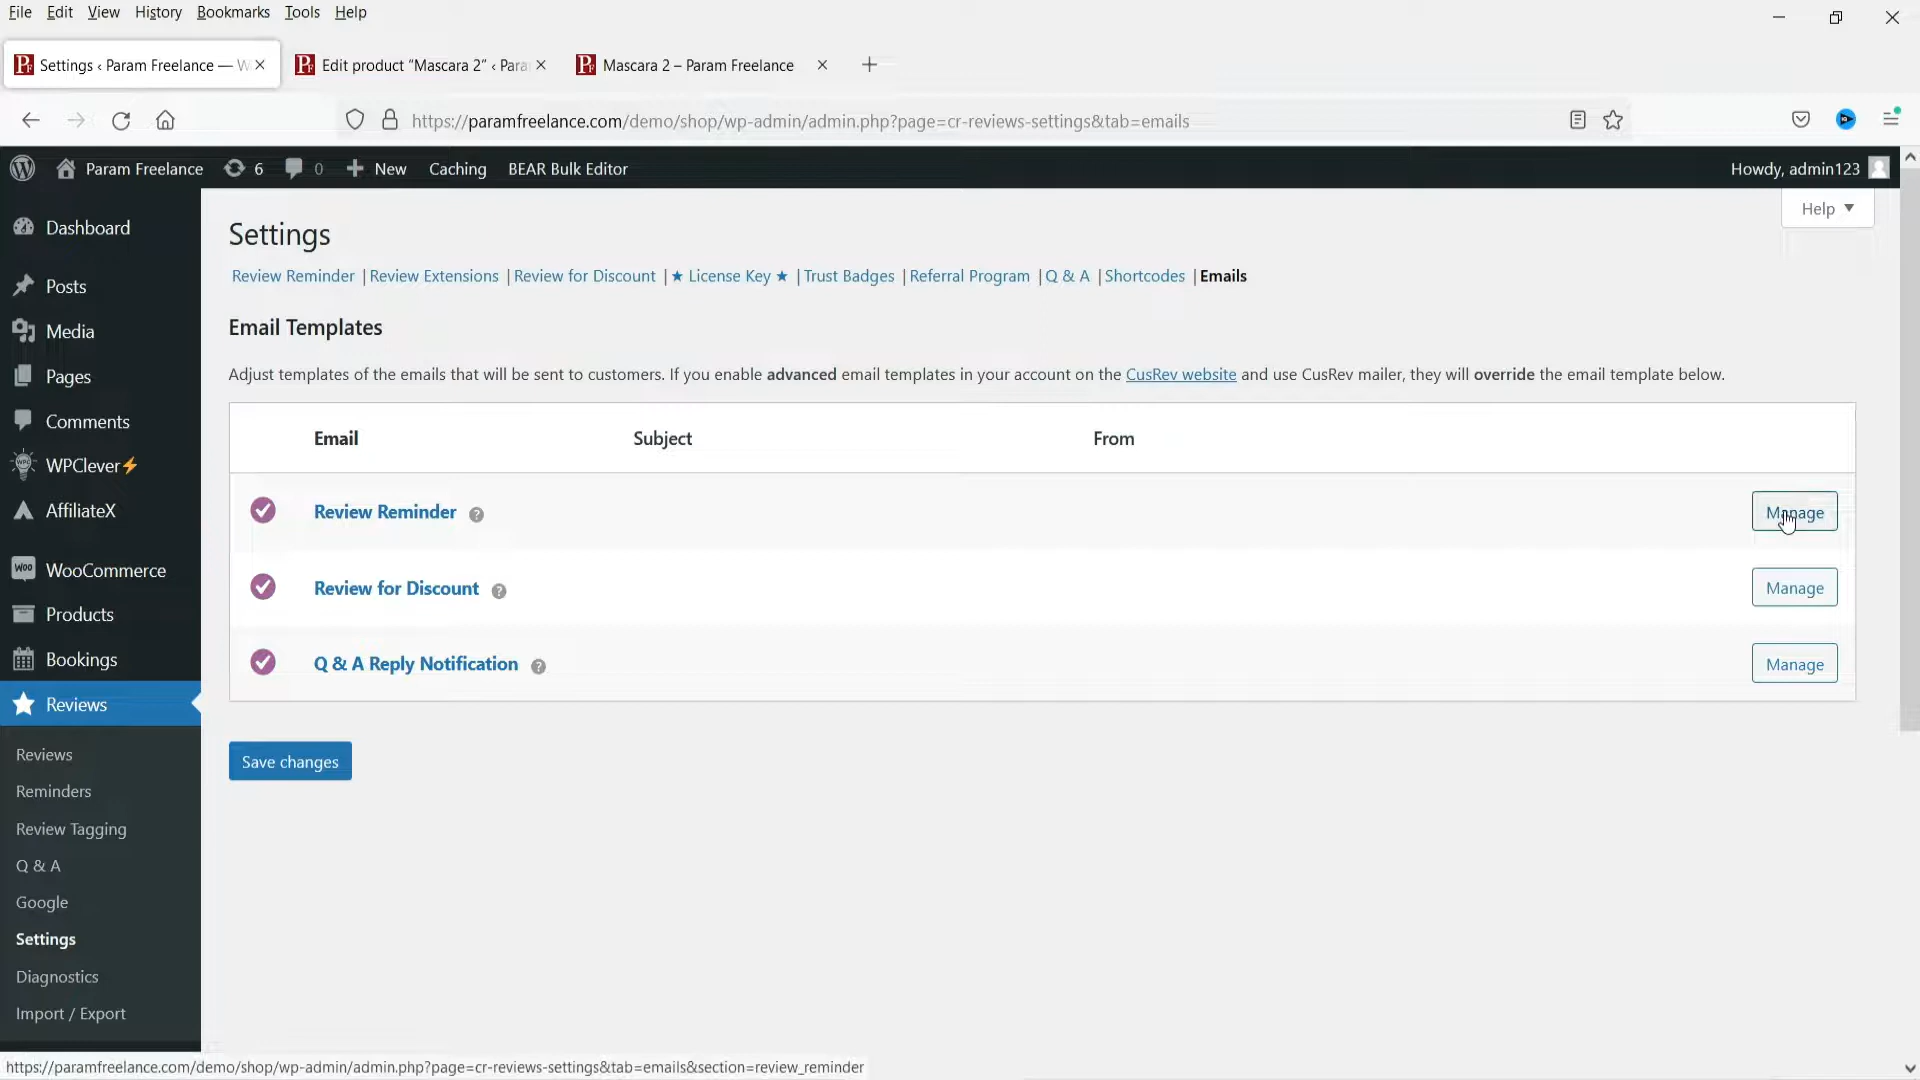 File Edit View History Bookmarks Tools Help
Settings ‹ Param Freelance — W
Edit product “Mascara 2” ‹ Para
Mascara 2 – Param Freelance
https://paramfreelance.com/demo/shop/wp-admin/admin.php?page=cr-reviews-settings&tab=emails
Param Freelance 6 0 New Caching BEAR Bulk Editor Howdy, admin123
Help
Dashboard
Posts
Media
Pages
Comments
WPClever⚡
AffiliateX
WooCommerce
Products
Bookings
Reviews
Reviews
Reminders
Review Tagging
Q & A
Google
Settings
Diagnostics
Import / Export
Settings
Review Reminder | Review Extensions | Review for Discount | ★ License Key ★ | Trust Badges | Referral Program | Q & A | Shortcodes | Emails
Email Templates
Adjust templates of the emails that will be sent to customers. If you enable advanced email templates in your account on the CusRev website and use CusRev mailer, they will override the email template below.
Email Subject From
Review Reminder ? Manage
Review for Discount ? Manage
Q & A Reply Notification ? Manage
Save changes
https://paramfreelance.com/demo/shop/wp-admin/admin.php?page=cr-reviews-settings&tab=emails&section=review_reminder